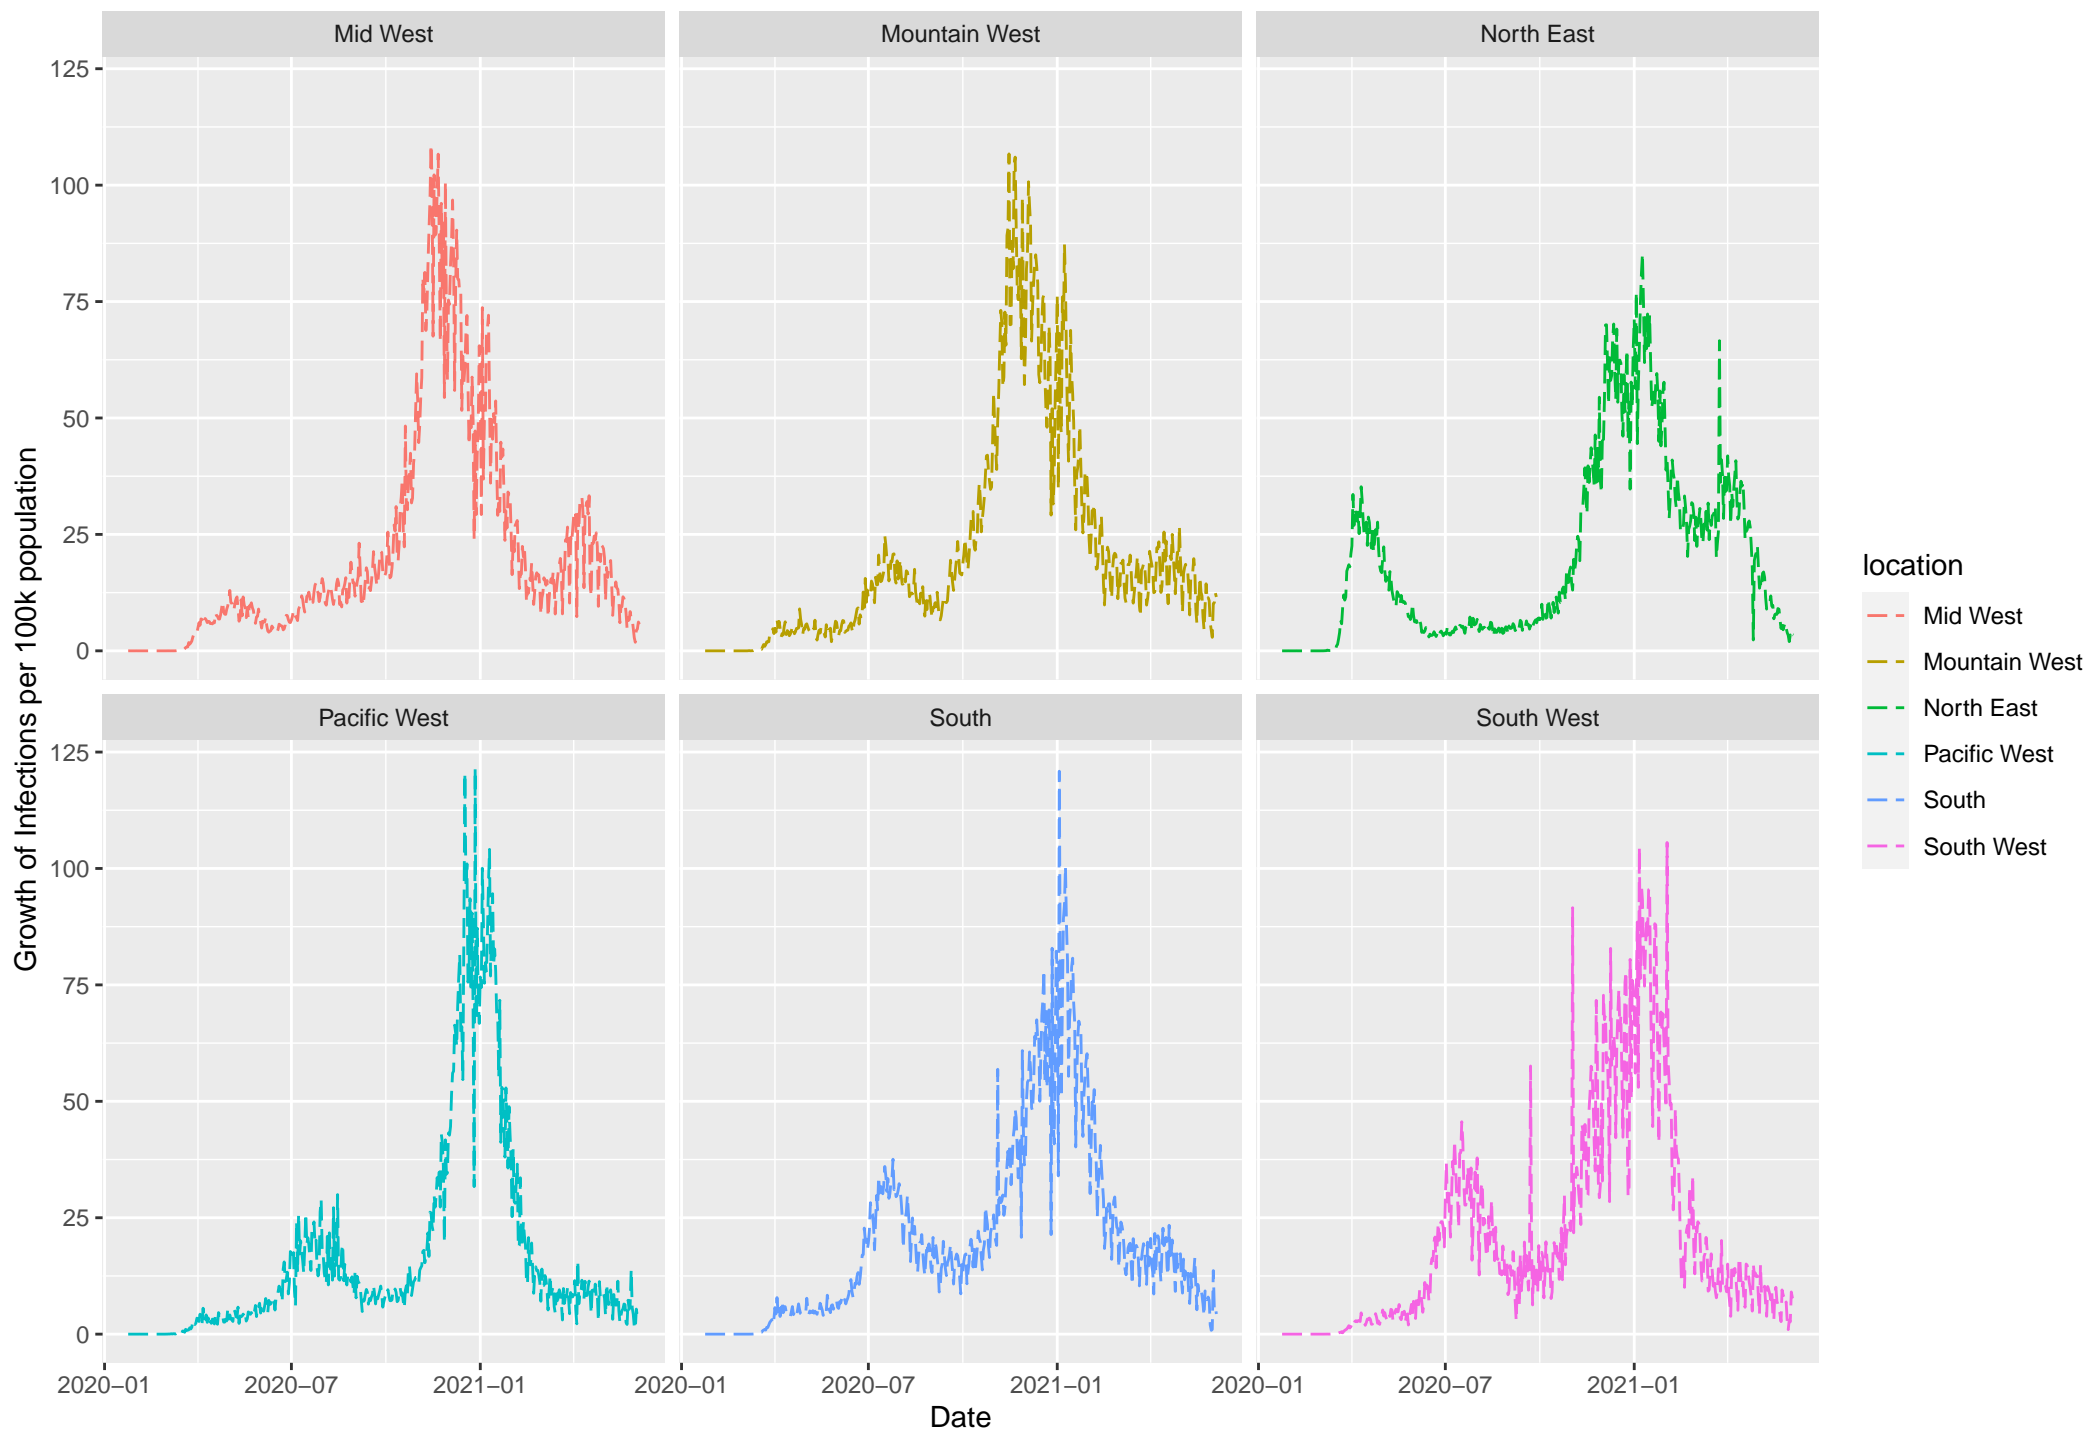 Mid West
Mountain West
North East
125
100
75
50
25
0
Pacific West
South
South West
125
100
75
50
25
0
2020−01
2020−07
2021−01
2020−01
2020−07
2021−01
2020−01
2020−07
2021−01
Date
Growth of Infections per 100k population
location
Mid West
Mountain West
North East
Pacific West
South
South West